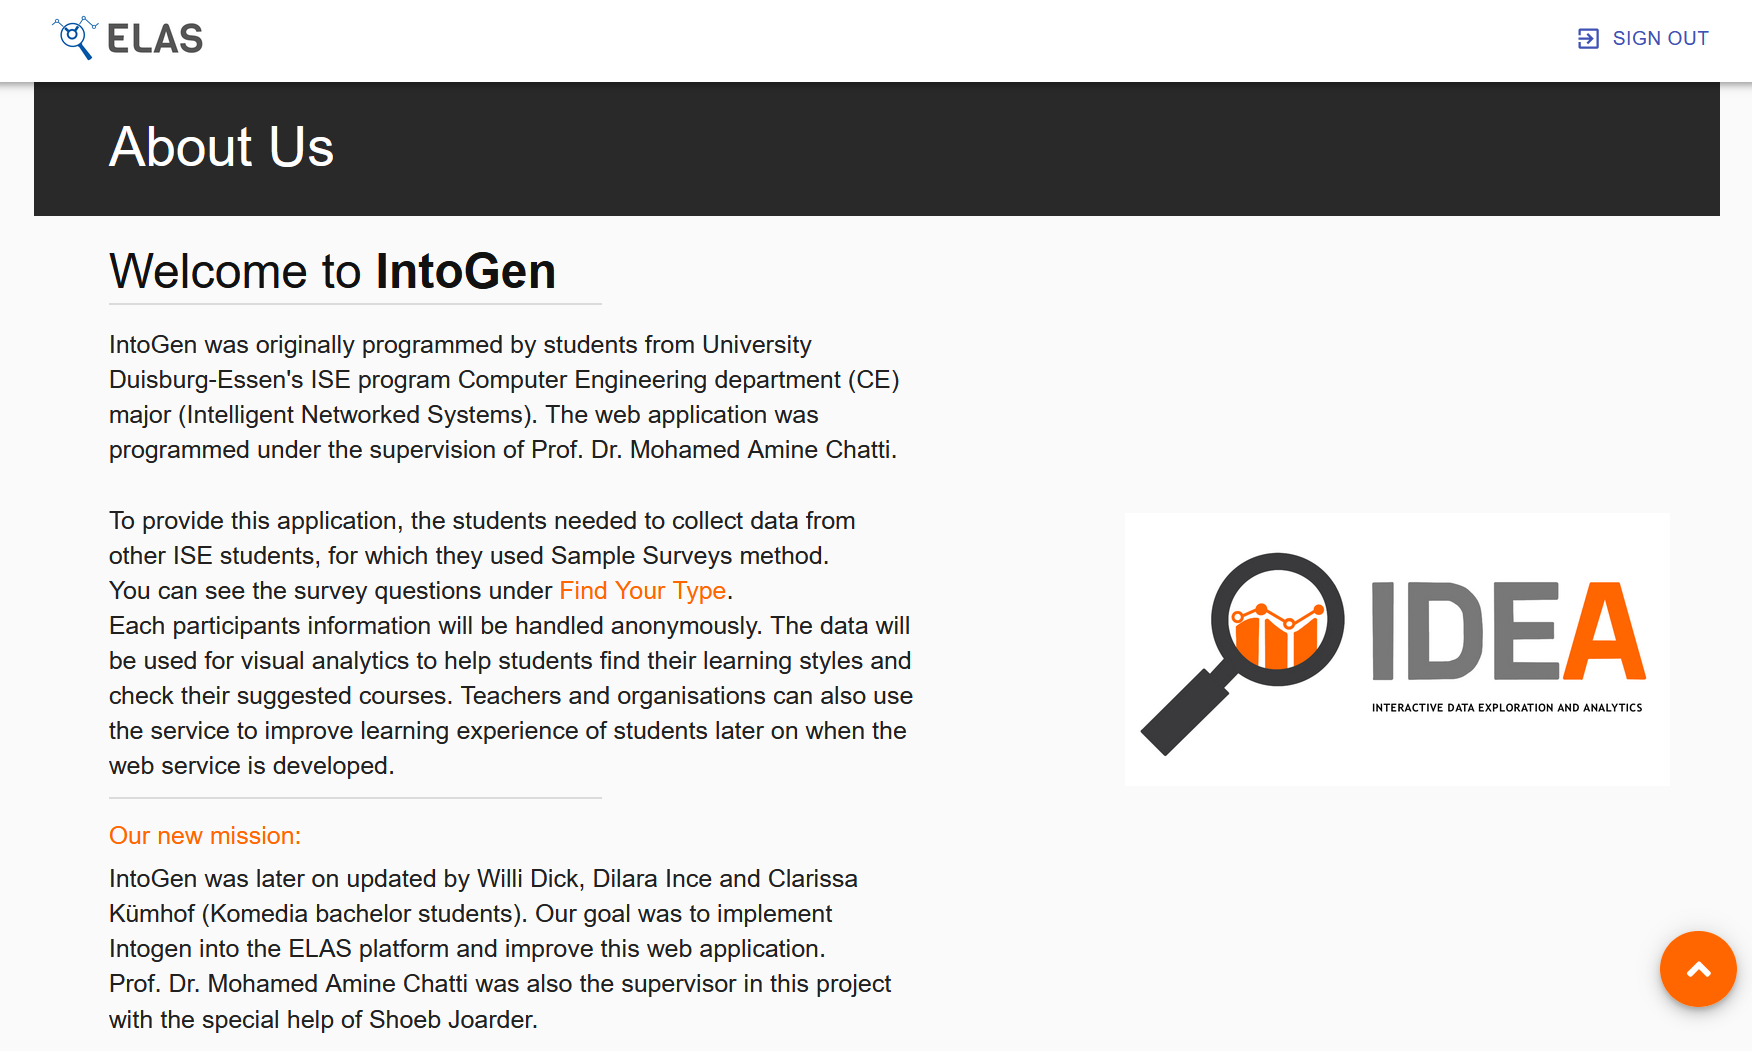 ELAS
SIGN OUT
About Us
Welcome to IntoGen
IntoGen was originally programmed by students from University
Duisburg-Essen's ISE program Computer Engineering department (CE)
major (Intelligent Networked Systems). The web application was
programmed under the supervision of Prof. Dr. Mohamed Amine Chatti.
To provide this application, the students needed to collect data from
other ISE students, for which they used Sample Surveys method.
You can see the survey questions under Find Your Type.
Each participants information will be handled anonymously. The data will
be used for visual analytics to help students find their learning styles and
check their suggested courses. Teachers and organisations can also use
the service to improve learning experience of students later on when the
web service is developed.
IDEA
INTERACTIVE DATA EXPLORATION AND ANALYTICS
Our new mission:
IntoGen was later on updated by Willi Dick, Dilara Ince and Clarissa
Kümhof (Komedia bachelor students). Our goal was to implement
Intogen into the ELAS platform and improve this web application.
Prof. Dr. Mohamed Amine Chatti was also the supervisor in this project
with the special help of Shoeb Joarder.